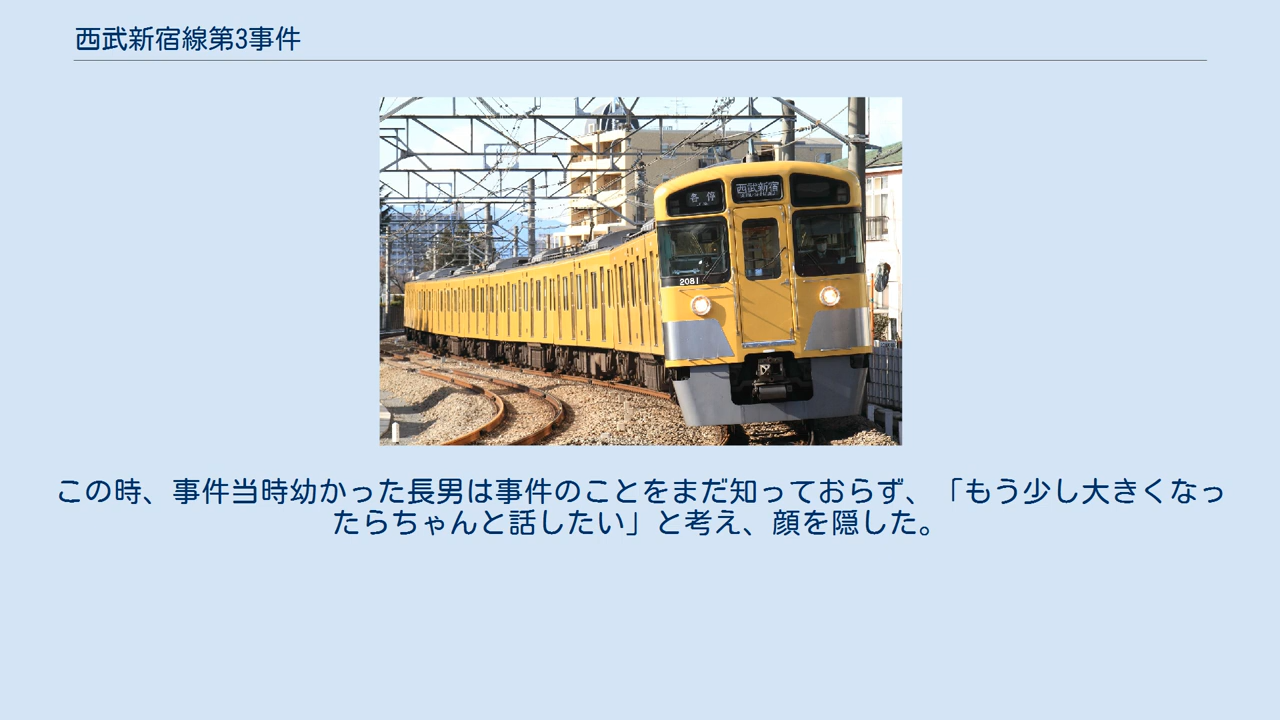 西武新宿線第3事件
各停
西武新宿
2081
この時、事件当時幼かった長男は事件のことをまだ知っておらず、「もう少し大きくなっ
たらちゃんと話したい」と考え、顔を隠した。